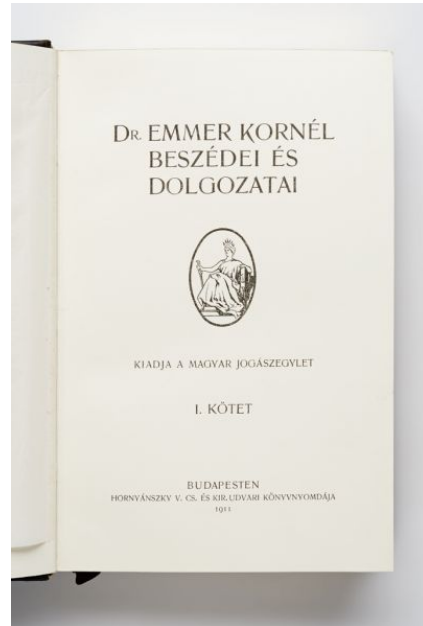 DR. EMMER KORNÉL
BESZÉDEI ÉS
DOLGOZATAI
KIADJA A MAGYAR JOGÁSZEGYLET
I. KÖTET
BUDAPESTEN
HORNYÁNSZKY V. CS. ÉS KIR. UDVARI KÖNYVNYOMDÁJA
1911